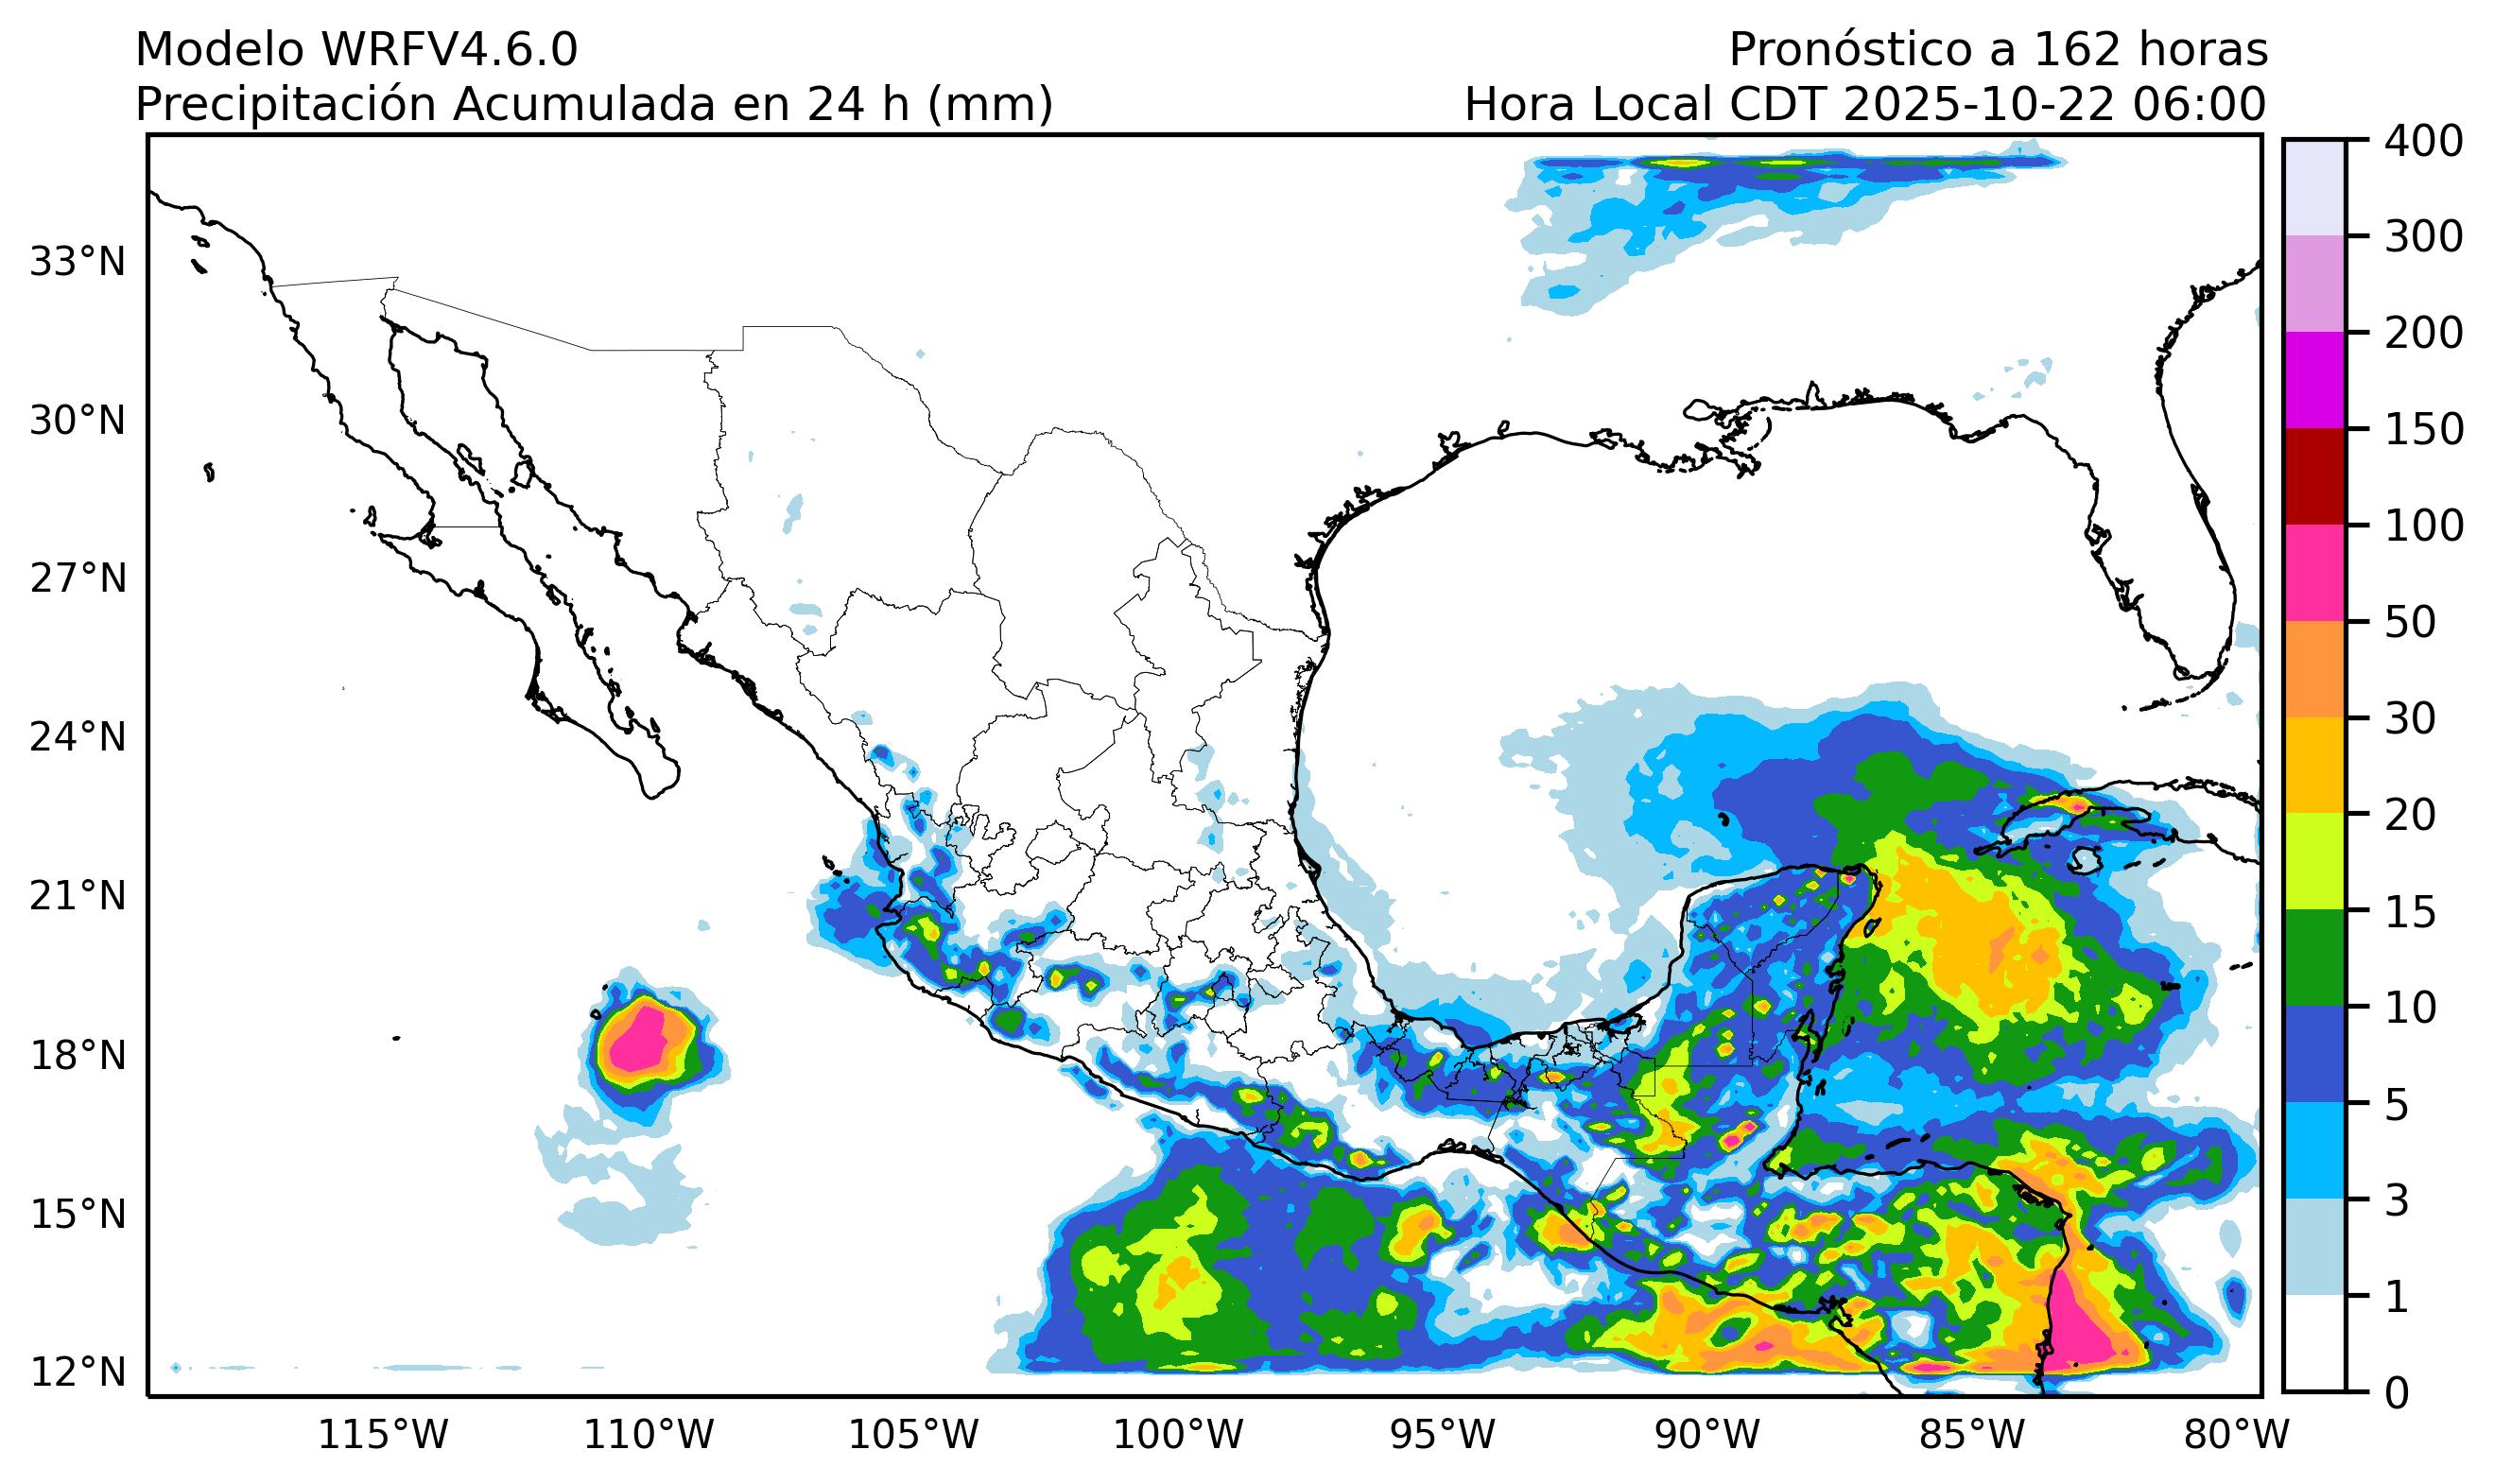 Modelo WRFV4.6.0
Pronóstico a 162 horas
Precipitación Acumulada en 24 h (mm)
Hora Local CDT 2025-10-22 06:00
400
300
200
150
100
50
30
20
15
10
5
3
1
0
33°N
30°N
27°N
24°N
21°N
18°N
15°N
12°N
115°W
110°W
105°W
100°W
95°W
90°W
85°W
80°W